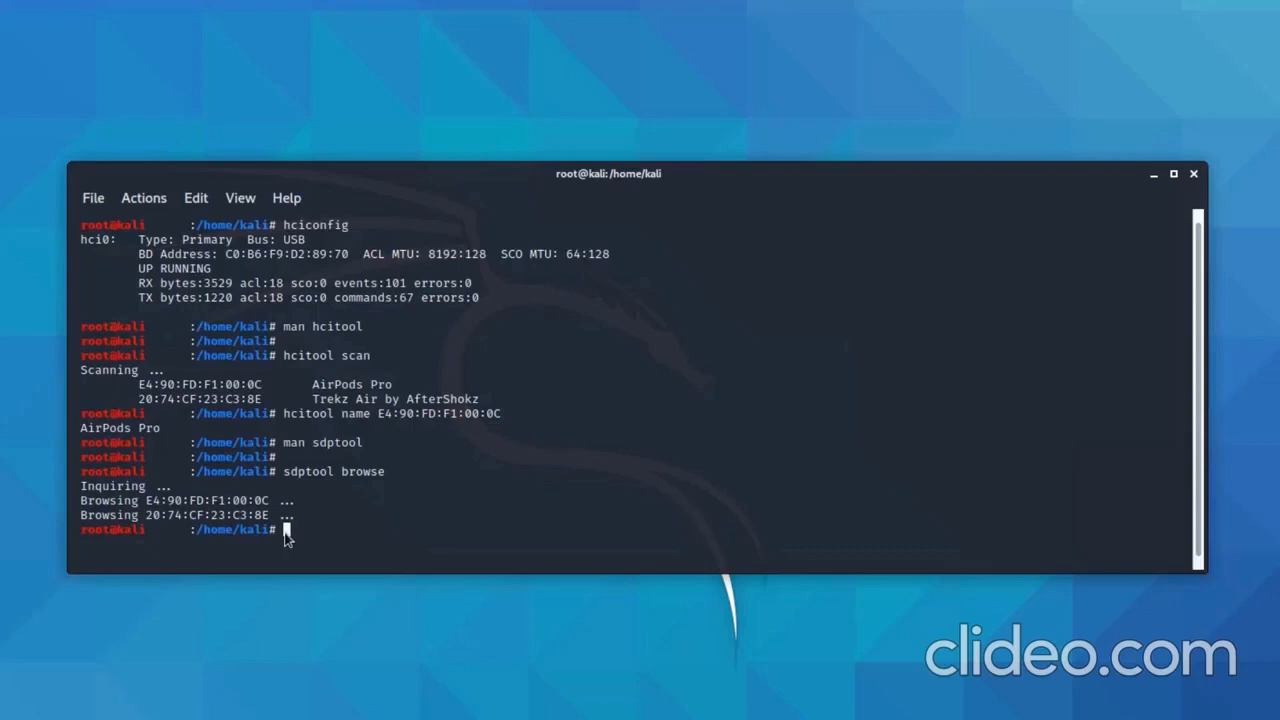 root@kali:/home/kali
File Actions Edit View Help
root@kali :/home/kali# hciconfig
hci0: Type: Primary Bus: USB
BD Address: C0:B6:F9:D2:89:70 ACL MTU: 8192:128 SCO MTU: 64:128
UP RUNNING
RX bytes:3529 acl:18 sco:0 events:101 errors:0
TX bytes:1220 acl:18 sco:0 commands:67 errors:0
root@kali :/home/kali# man hcitool
root@kali :/home/kali#
root@kali :/home/kali# hcitool scan
Scanning ...
E4:90:FD:F1:00:0C AirPods Pro
20:74:CF:23:C3:8E Trekz Air by AfterShokz
root@kali :/home/kali# hcitool name E4:90:FD:F1:00:0C
AirPods Pro
root@kali :/home/kali# man sdptool
root@kali :/home/kali#
root@kali :/home/kali# sdptool browse
Inquiring ...
Browsing E4:90:FD:F1:00:0C ...
Browsing 20:74:CF:23:C3:8E ...
root@kali :/home/kali#
clideo.com